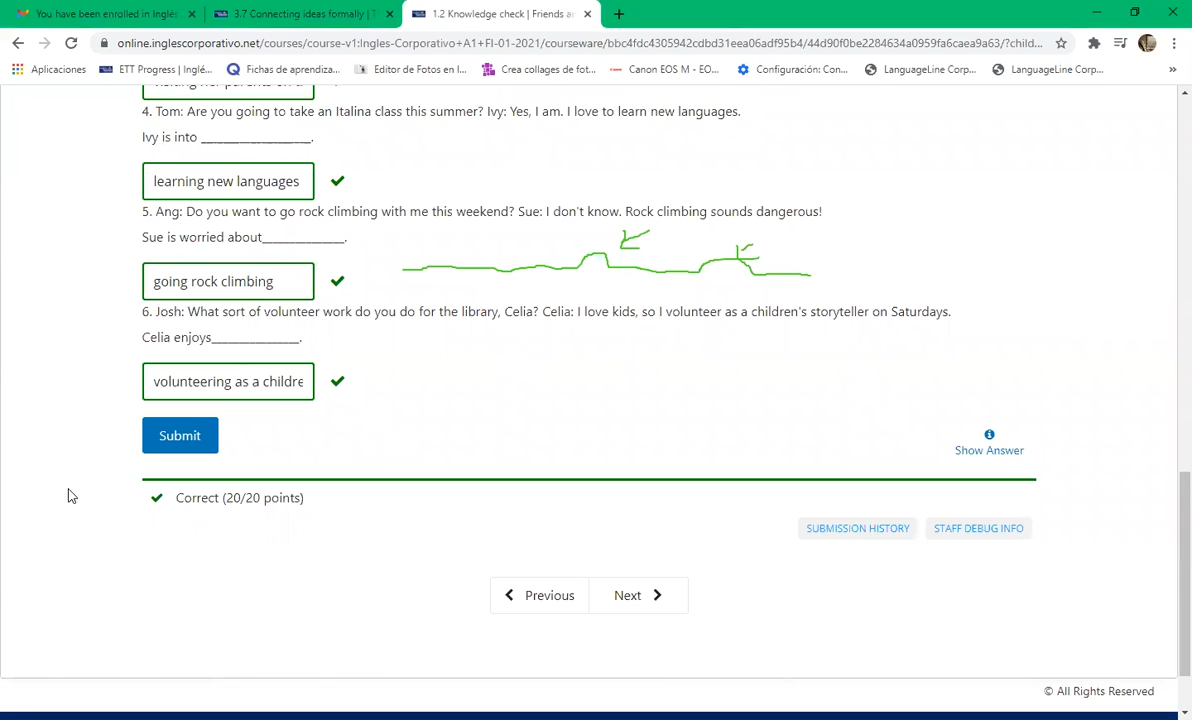 You have been enrolled in Inglés
3.7 Connecting ideas formally | T
1.2 Knowledge check | Friends an
online.inglescorporativo.net/courses/course-v1:Ingles-Corporativo+A1+FI-01-2021/courseware/bbc4fdc4305942cdbd31eea06adf95b4/44d90f0be2284634a0959fa6caea9a63/?child...
Aplicaciones ETT Progress | Inglé... Fichas de aprendiza... Editor de Fotos en l... Crea collages de fot... Canon EOS M - EO... Configuración: Con... LanguageLine Corp... LanguageLine Corp... »
4. Tom: Are you going to take an Italina class this summer? Ivy: Yes, I am. I love to learn new languages.
Ivy is into ________________.
learning new languages
5. Ang: Do you want to go rock climbing with me this weekend? Sue: I don't know. Rock climbing sounds dangerous!
Sue is worried about____________.
going rock climbing
6. Josh: What sort of volunteer work do you do for the library, Celia? Celia: I love kids, so I volunteer as a children's storyteller on Saturdays.
Celia enjoys_____________.
volunteering as a childre
Submit
Show Answer
Correct (20/20 points)
SUBMISSION HISTORY STAFF DEBUG INFO
Previous Next
© All Rights Reserved